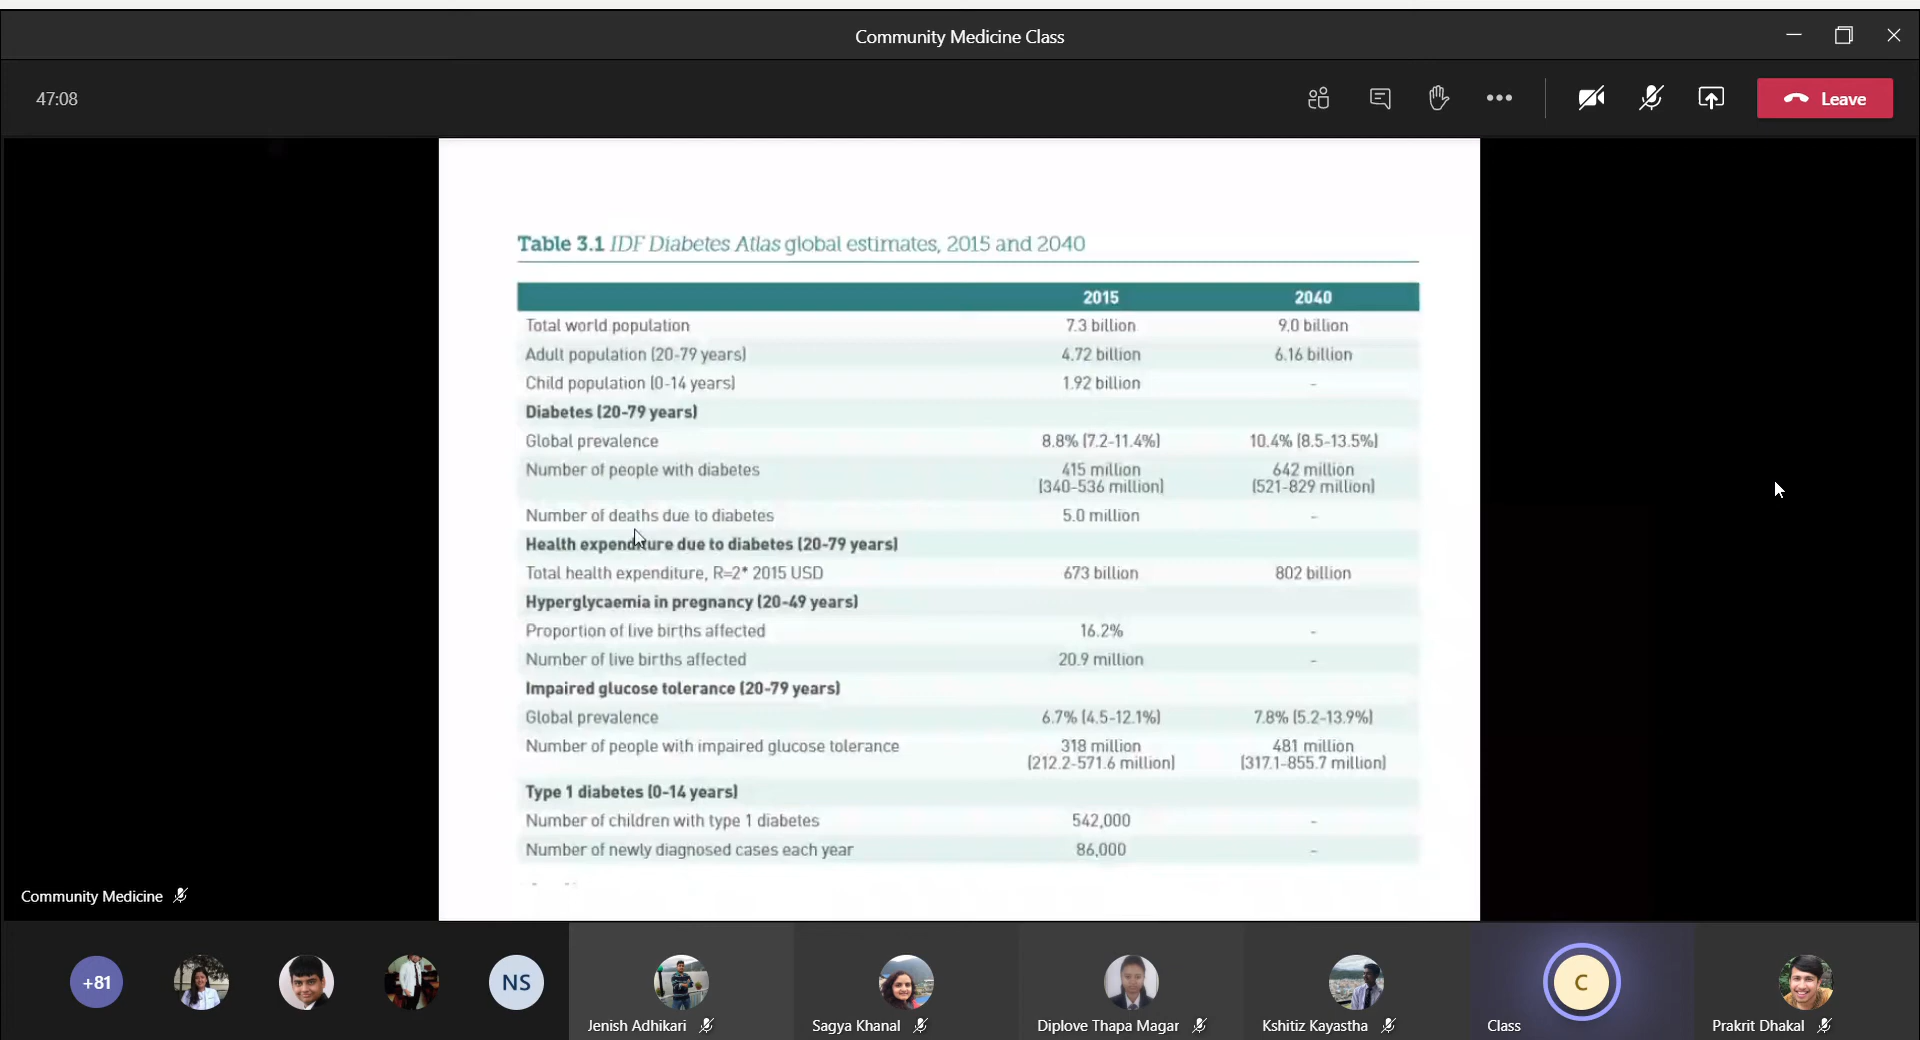 Community Medicine Class
47:08
Leave
Table 3.1 IDF Diabetes Atlas global estimates, 2015 and 2040
2015 2040
Total world population 7.3 billion 9.0 billion
Adult population (20-79 years) 4.72 billion 6.16 billion
Child population (0-14 years) 1.92 billion -
Diabetes (20-79 years)
Global prevalence 8.8% (7.2-11.4%) 10.4% (8.5-13.5%)
Number of people with diabetes 415 million 642 million
(340-536 million) (521-829 million)
Number of deaths due to diabetes 5.0 million -
Health expenditure due to diabetes (20-79 years)
Total health expenditure, R=2* 2015 USD 673 billion 802 billion
Hyperglycaemia in pregnancy (20-49 years)
Proportion of live births affected 16.2% -
Number of live births affected 20.9 million -
Impaired glucose tolerance (20-79 years)
Global prevalence 6.7% (4.5-12.1%) 7.8% (5.2-13.9%)
Number of people with impaired glucose tolerance 318 million 481 million
(212.2-571.6 million) (317.1-855.7 million)
Type 1 diabetes (0-14 years)
Number of children with type 1 diabetes 542,000 -
Number of newly diagnosed cases each year 86,000 -
Community Medicine
+81 NS C
Jenish Adhikari Sagya Khanal Diplove Thapa Magar Kshitiz Kayastha Class Prakrit Dhakal